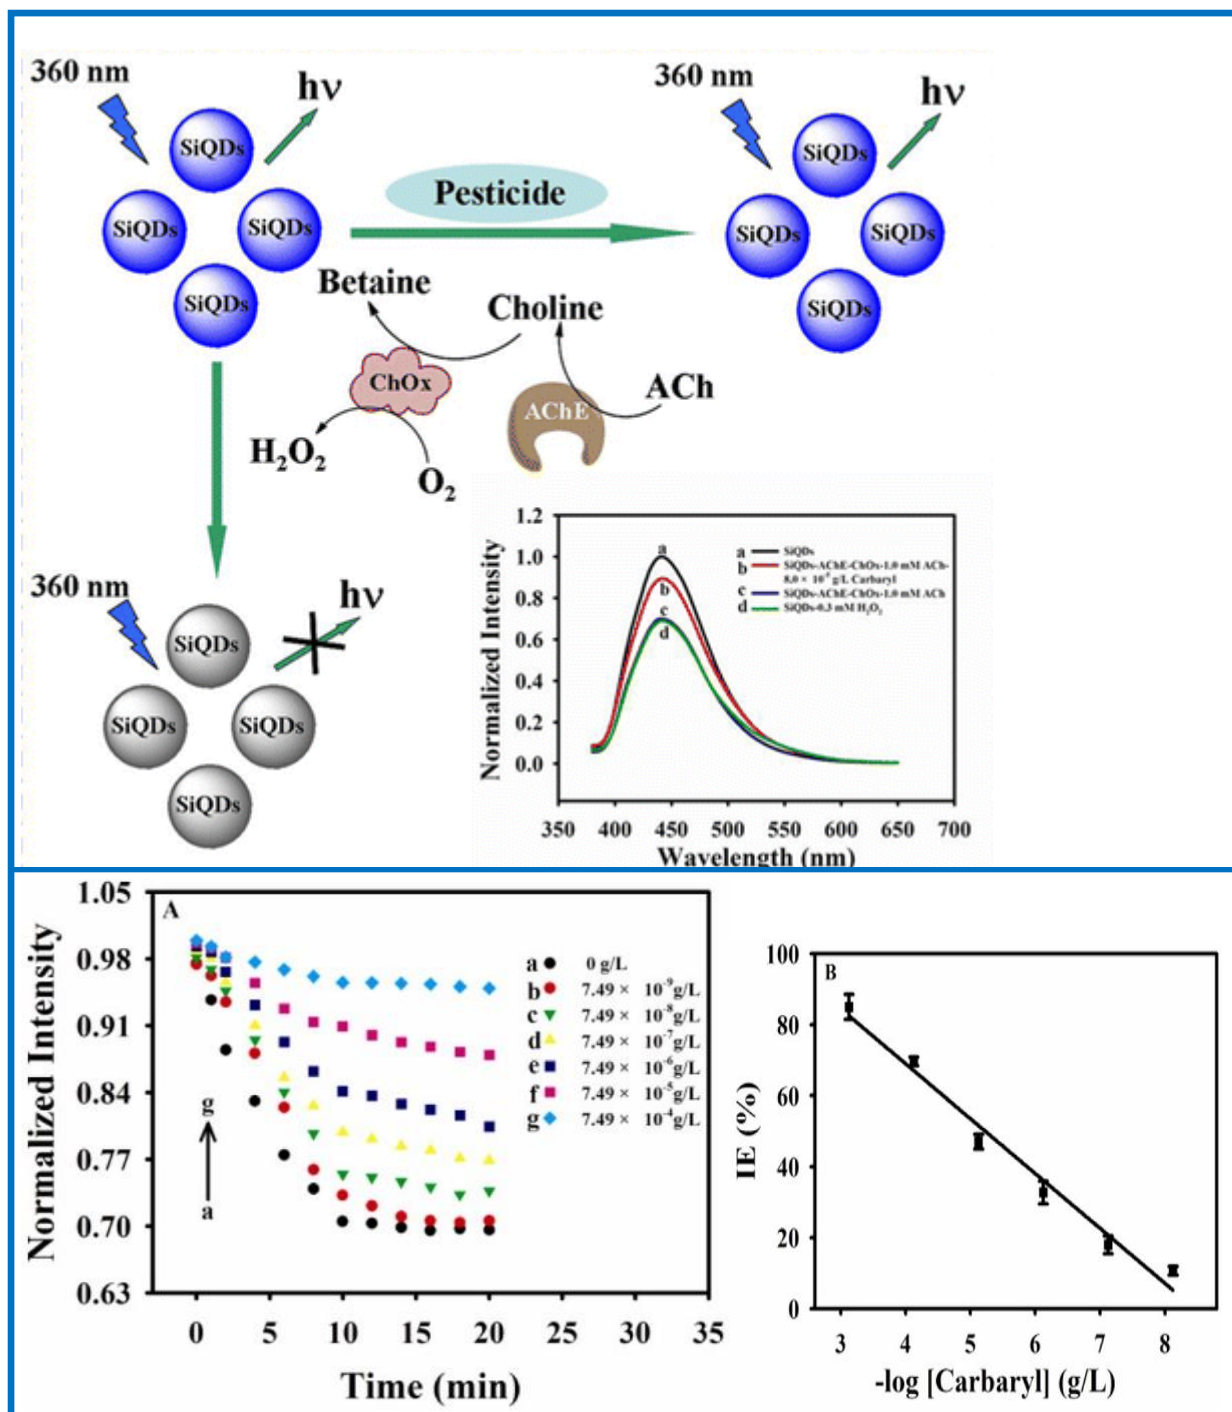 360 nm
hν
SiQDs
SiQDs
SiQDs
SiQDs
Pesticide
360 nm
hν
SiQDs
SiQDs
SiQDs
SiQDs
Betaine
Choline
ChOx
AChE
ACh
H₂O₂
O₂
360 nm
hν
SiQDs
SiQDs
SiQDs
SiQDs
Normalized Intensity
1.2
1.0
0.8
0.6
0.4
0.2
0.0
a
b
c
d
a SiQDs
b SiQDs-AChE-ChOx-1.0 mM ACh-
8.0 × 10 g/L Carbaryl
c SiQDs-AChE-ChOx-1.0 mM ACh
d SiQDs-0.3 mM H₂O₂
350 400 450 500 550 600 650 700
Wavelength (nm)
A
Normalized Intensity
1.05
0.98
0.91
0.84
0.77
0.70
0.63
g
a
a 0 g/L
b 7.49 × 10⁻⁹g/L
c 7.49 × 10⁻⁸g/L
d 7.49 × 10⁻⁷g/L
e 7.49 × 10⁻⁶g/L
f 7.49 × 10⁻⁵g/L
g 7.49 × 10⁻⁴g/L
0 5 10 15 20 25 30 35
Time (min)
B
IE (%)
100
80
60
40
20
0
3 4 5 6 7 8
-log [Carbaryl] (g/L)